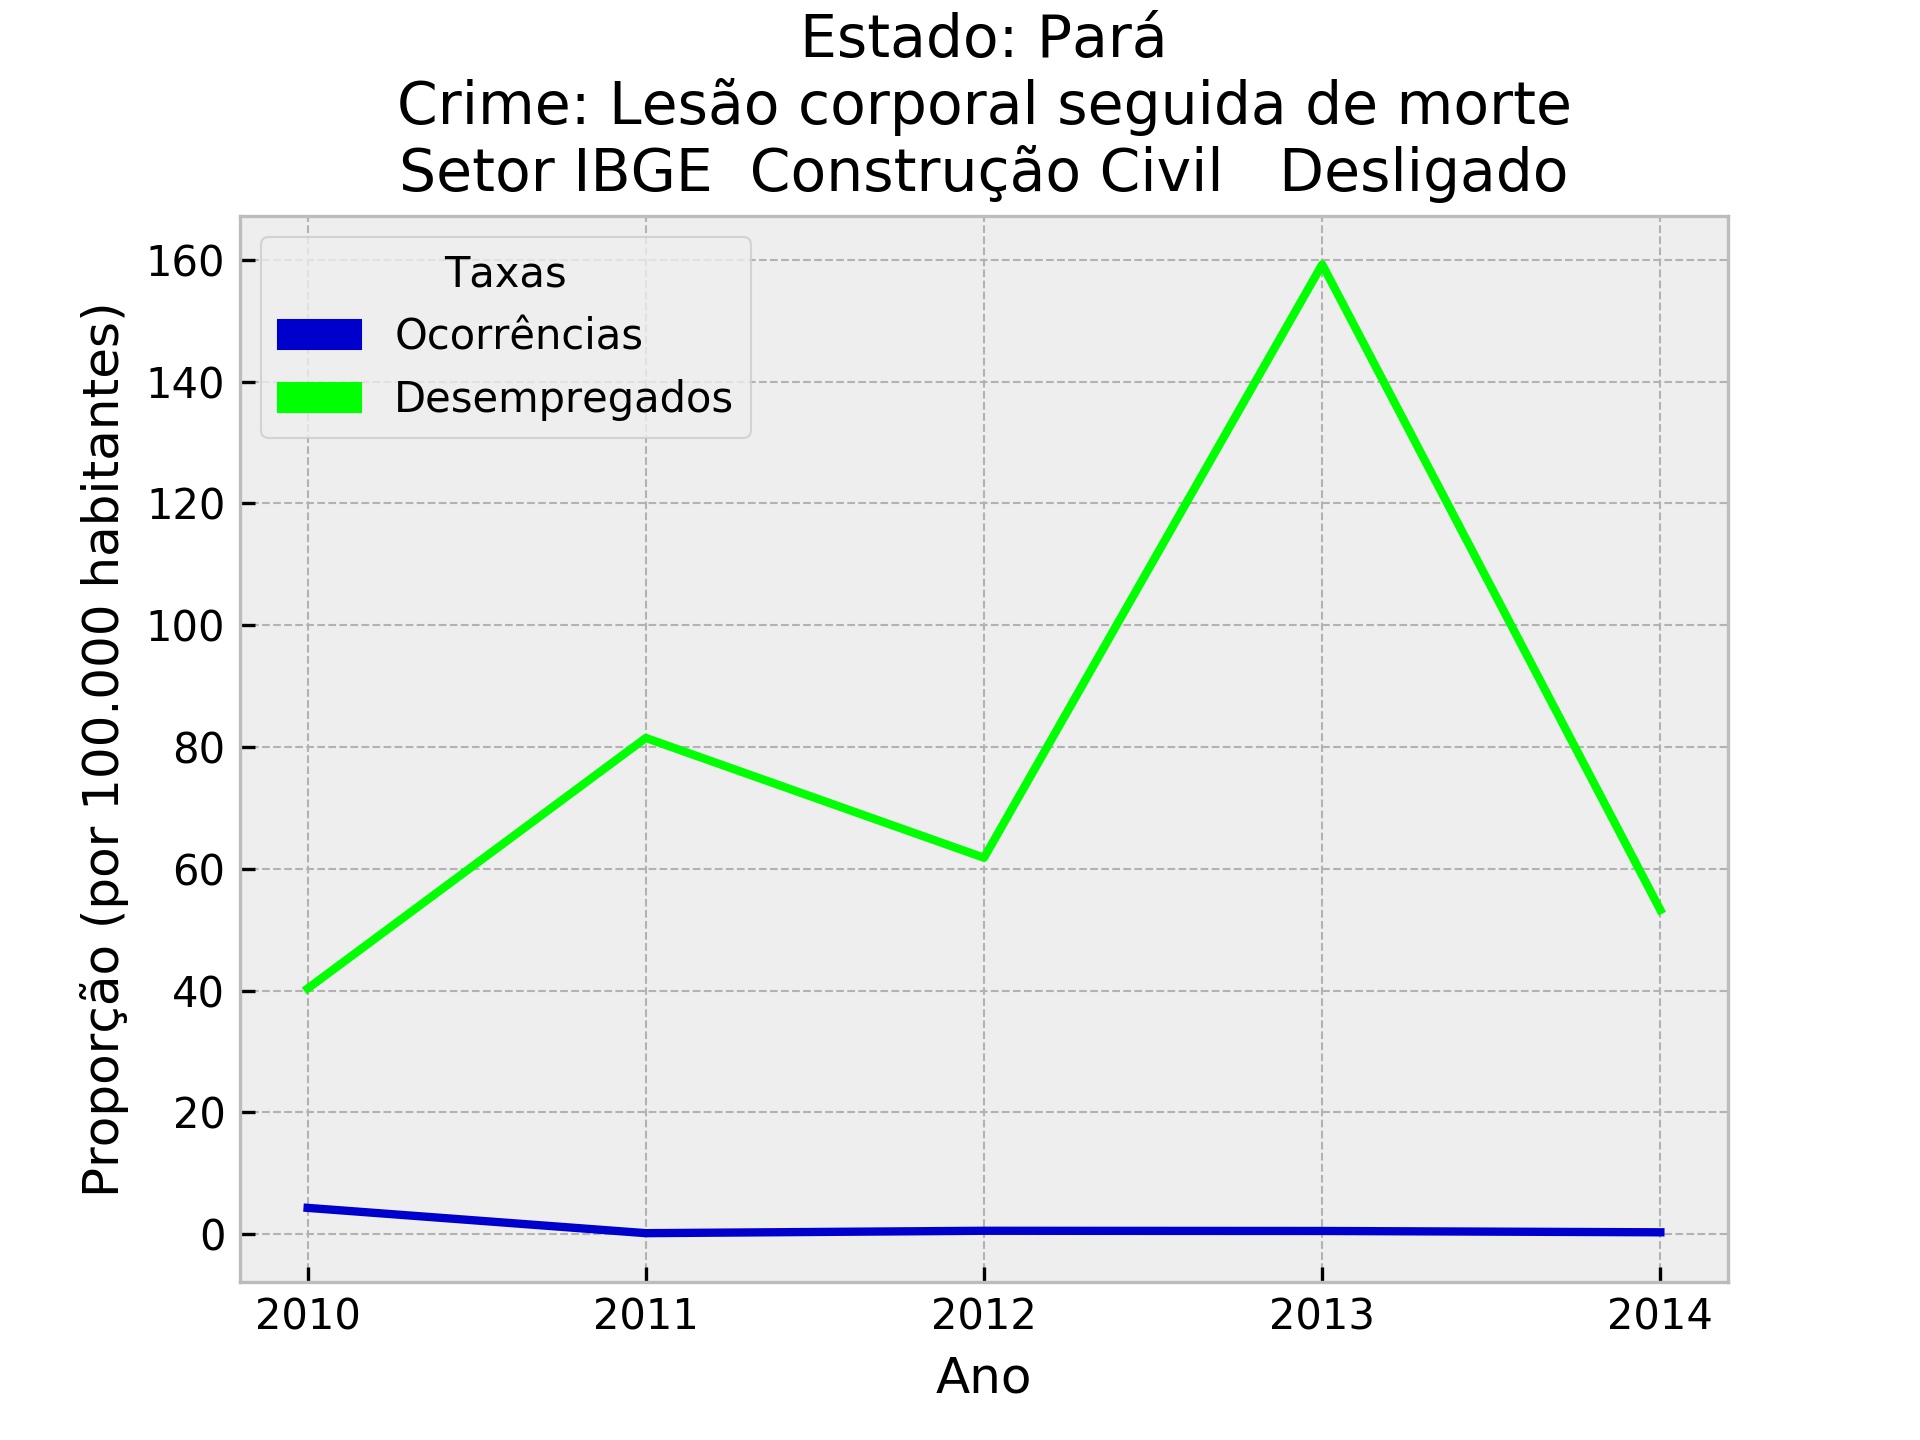 Estado: Pará
Crime: Lesão corporal seguida de morte
Setor IBGE  Construção Civil   Desligado
Taxas
Ocorrências
Desempregados
Proporção (por 100.000 habitantes)
160
140
120
100
80
60
40
20
0
2010 2011 2012 2013 2014
Ano